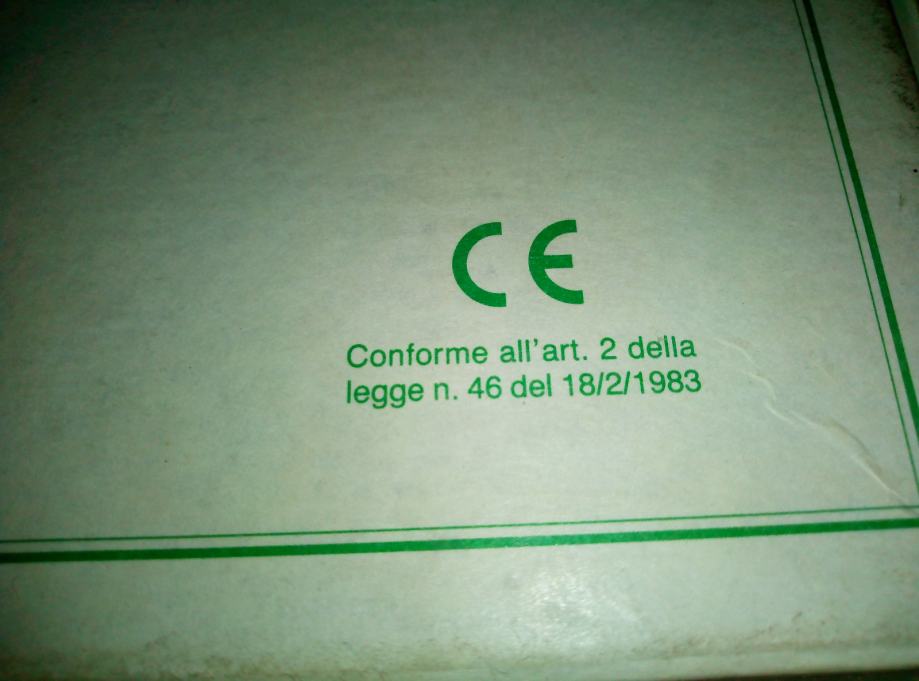 CE
Conforme all'art. 2 della
legge n. 46 del 18/2/1983